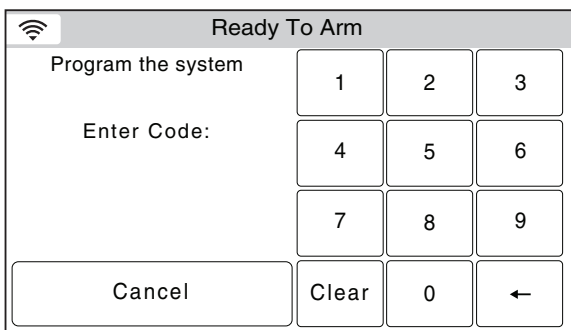 Ready To Arm
Program the system
Enter Code:
1 2 3
4 5 6
7 8 9
Cancel Clear 0 ←